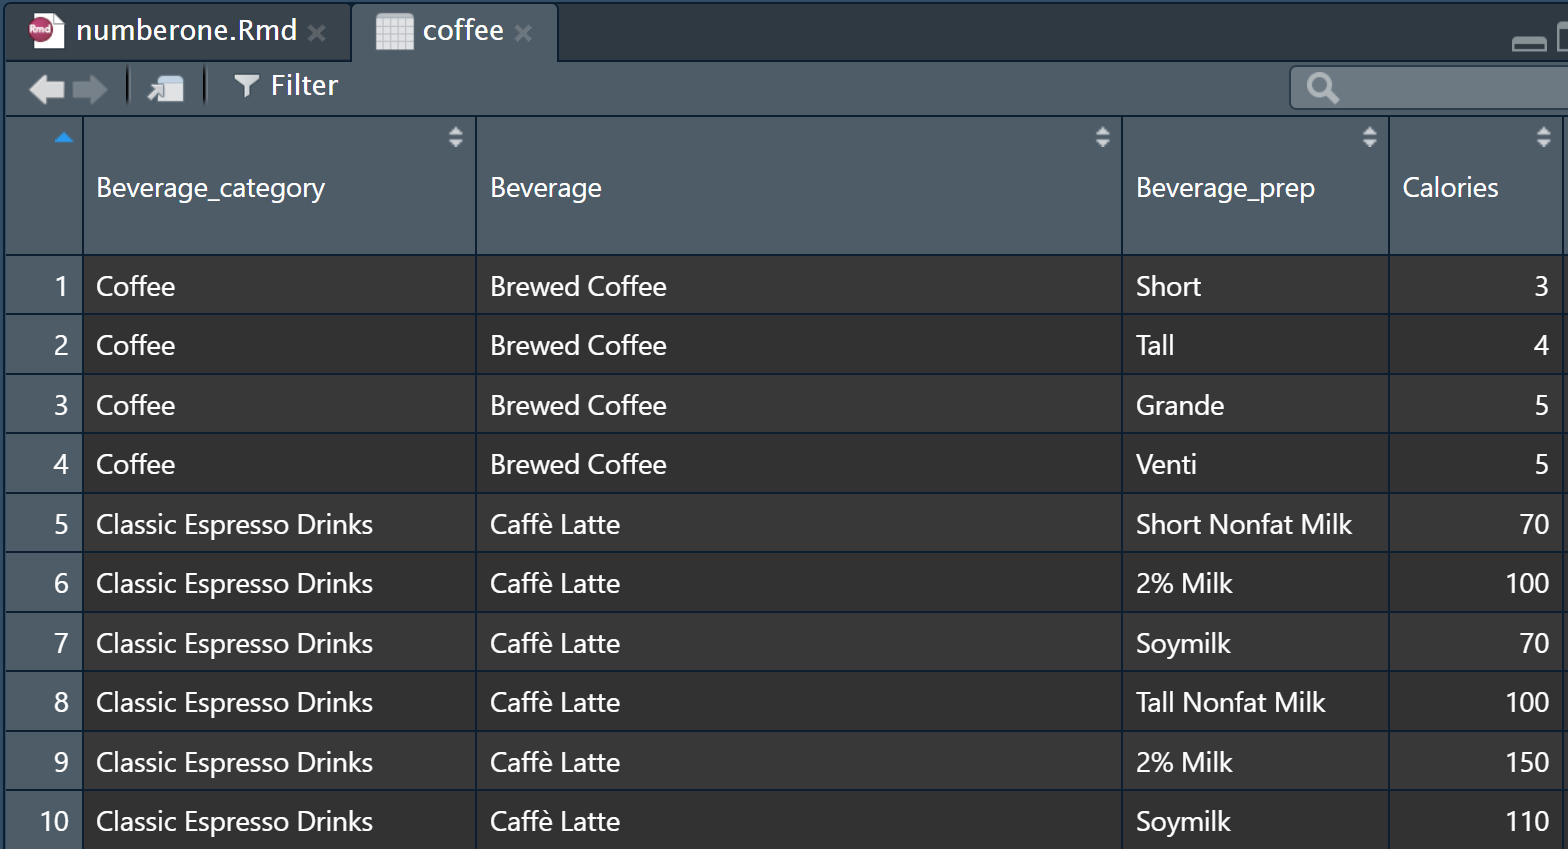 Rmd numberone.Rmd coffee
Filter
Beverage_category Beverage Beverage_prep Calories
1 Coffee Brewed Coffee Short 3
2 Coffee Brewed Coffee Tall 4
3 Coffee Brewed Coffee Grande 5
4 Coffee Brewed Coffee Venti 5
5 Classic Espresso Drinks Caffè Latte Short Nonfat Milk 70
6 Classic Espresso Drinks Caffè Latte 2% Milk 100
7 Classic Espresso Drinks Caffè Latte Soymilk 70
8 Classic Espresso Drinks Caffè Latte Tall Nonfat Milk 100
9 Classic Espresso Drinks Caffè Latte 2% Milk 150
10 Classic Espresso Drinks Caffè Latte Soymilk 110